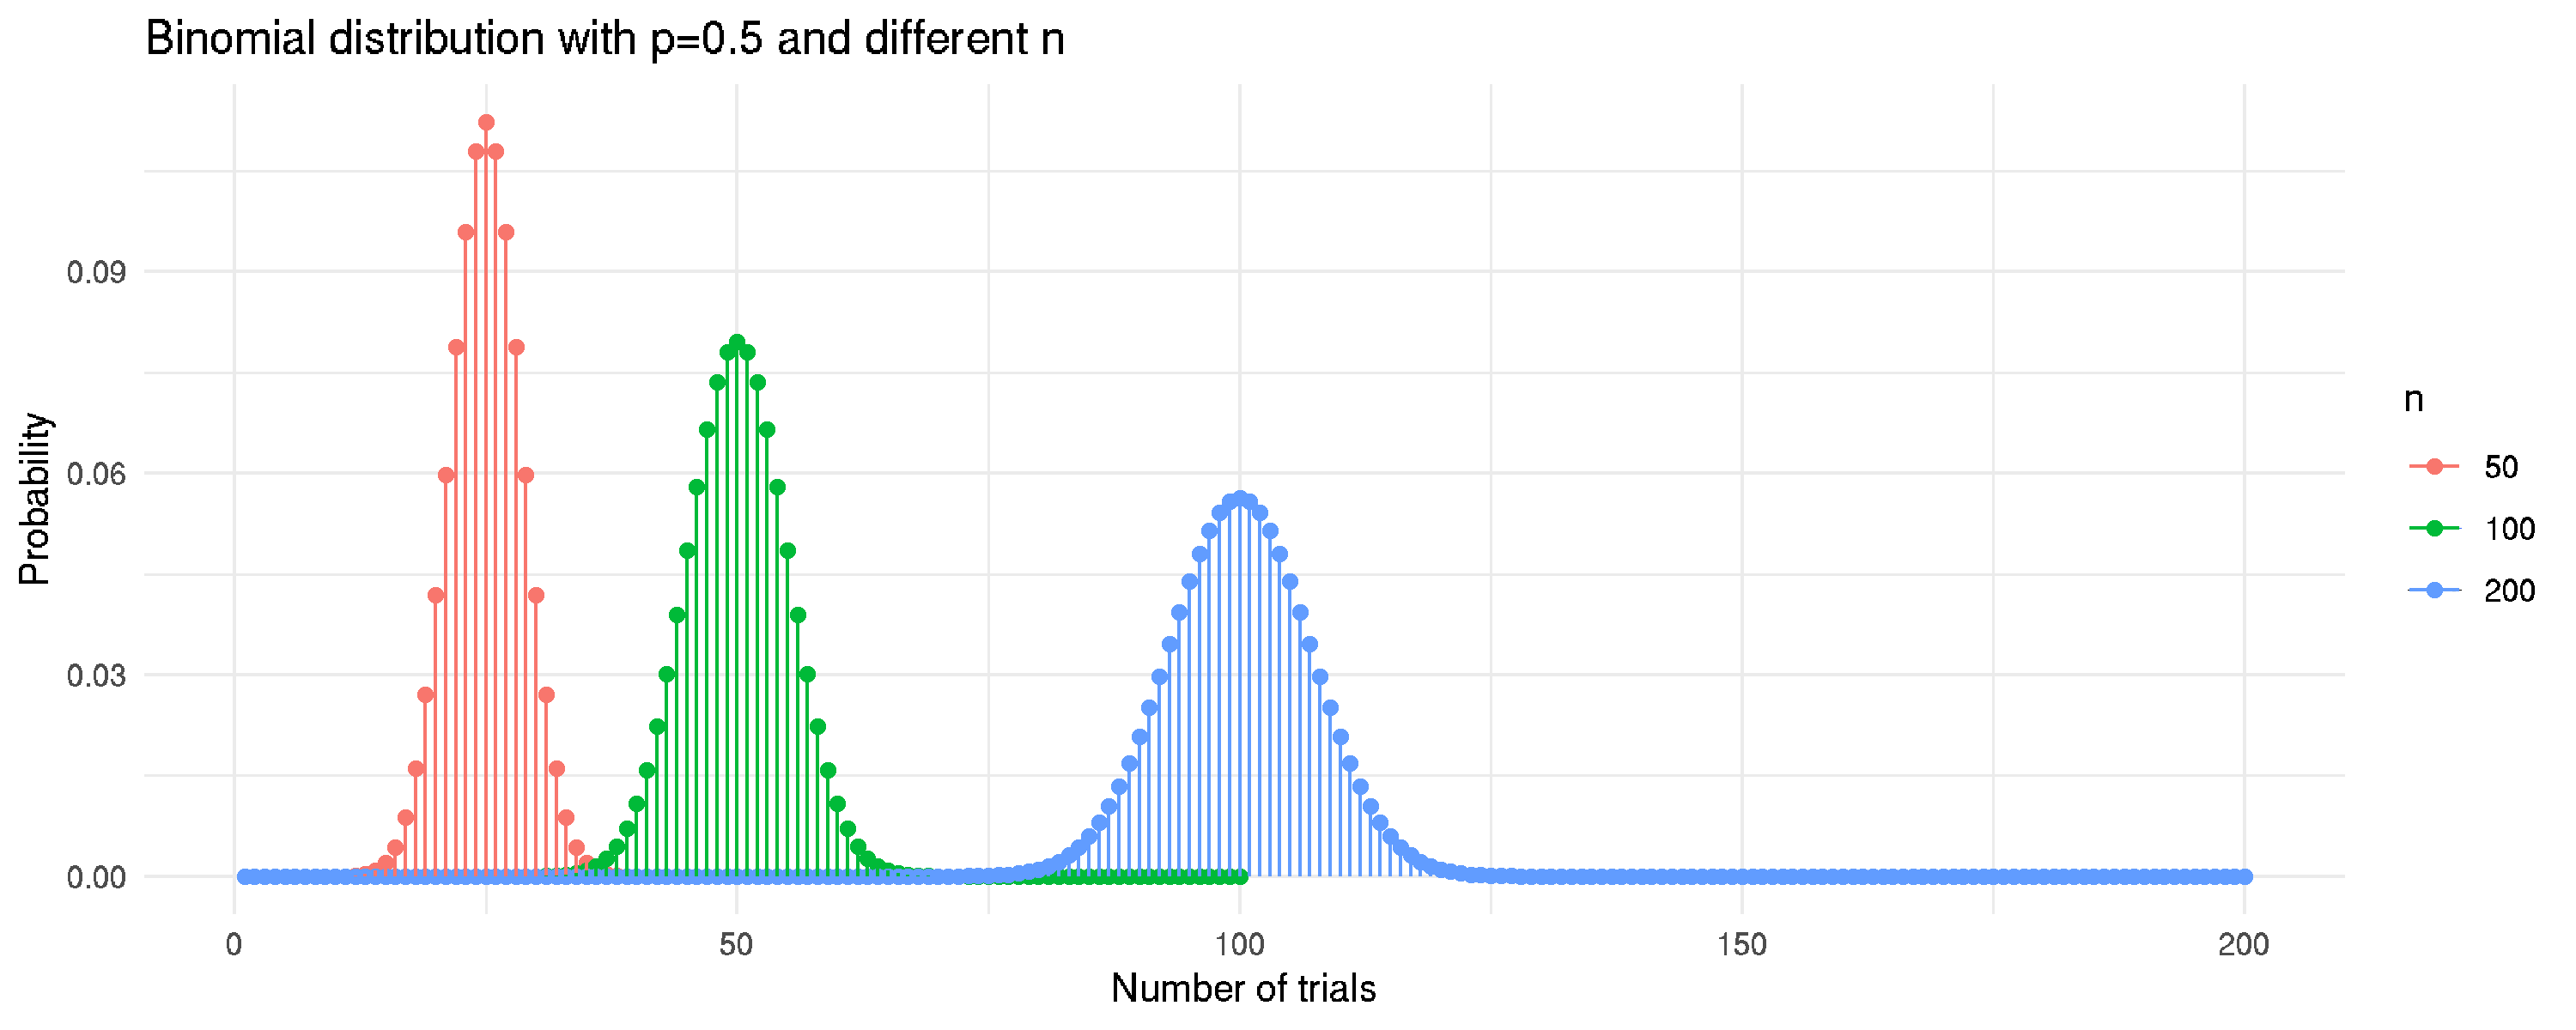 Binomial distribution with p=0.5 and different n
Probability
0.09
0.06
0.03
0.00
0 50 100 150 200
Number of trials
n
50
100
200